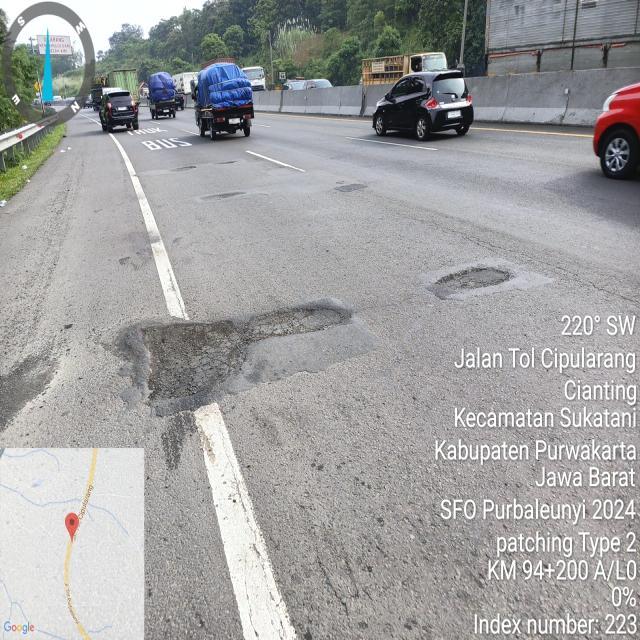 BUS
220° SW
Jalan Tol Cipularang
Cianting
Kecamatan Sukatani
Kabupaten Purwakarta
Jawa Barat
SFO Purbaleunyi 2024
patching Type 2
KM 94+200 A/L0
0%
Index number: 223
Google